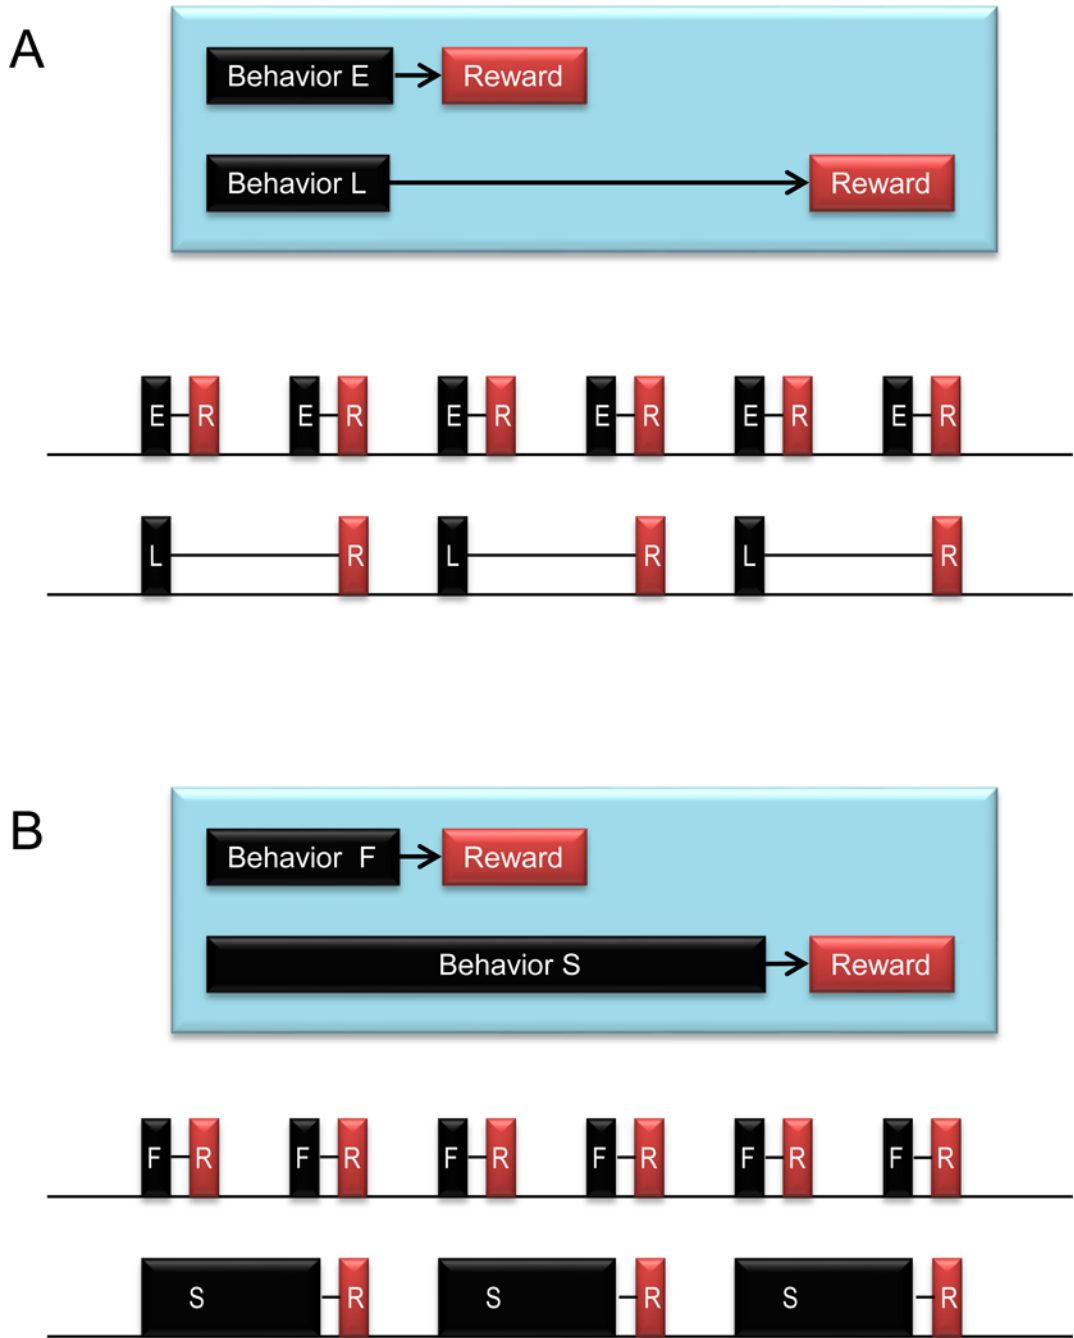 A
Behavior E Reward
Behavior L Reward
E R E R E R E R E R E R
L R L R L R
B
Behavior F Reward
Behavior S Reward
F R F R F R F R F R F R
S R S R S R